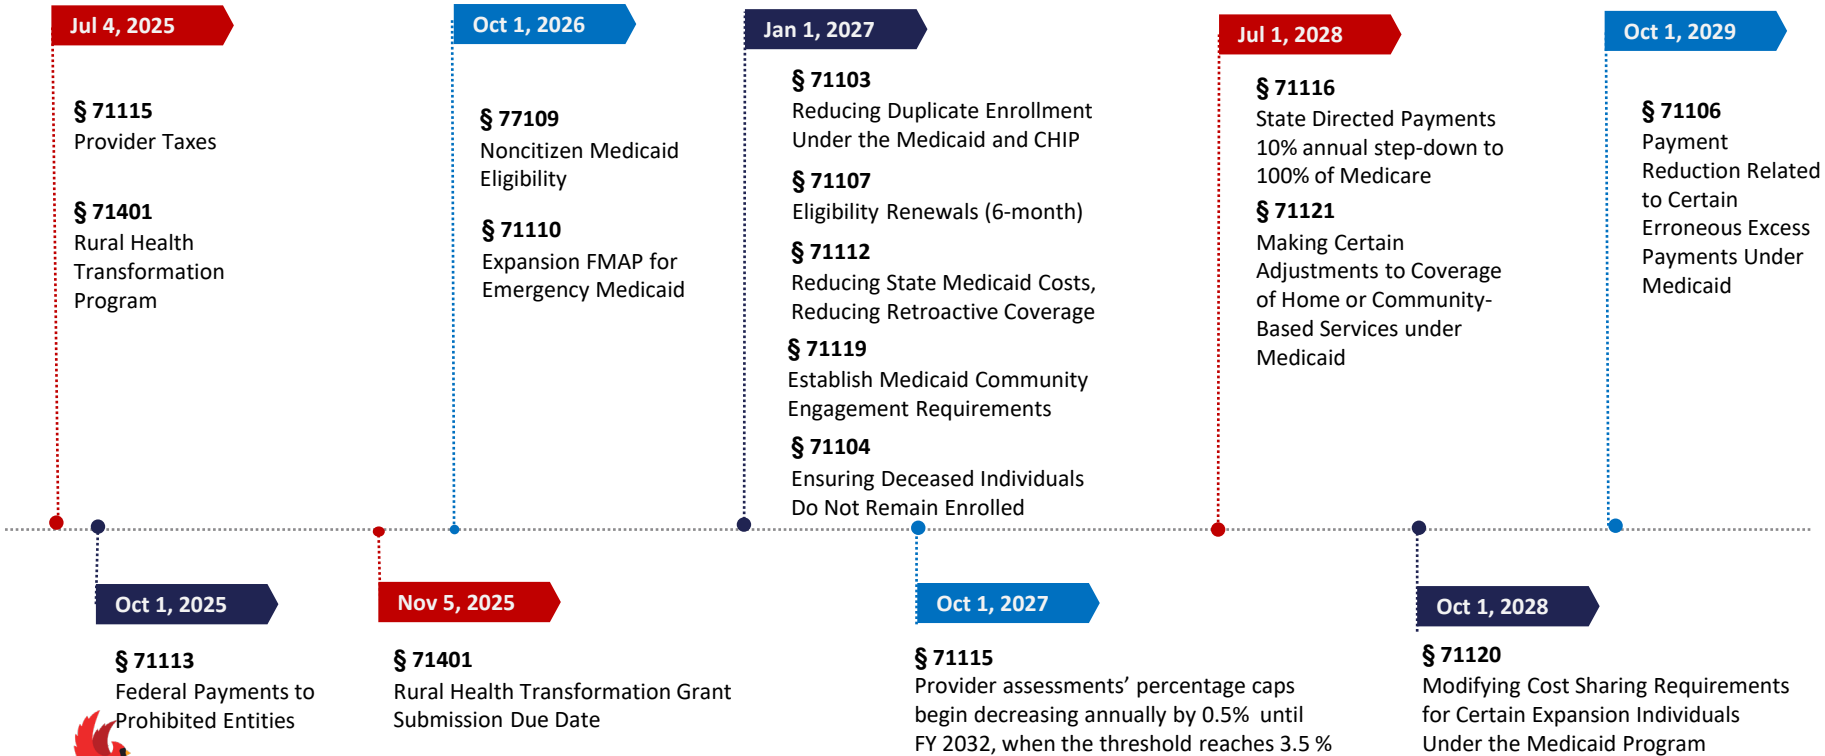 Jul 4, 2025
§ 71115
Provider Taxes
§ 71401
Rural Health
Transformation
Program
Oct 1, 2026
§ 77109
Noncitizen Medicaid
Eligibility
§ 71110
Expansion FMAP for
Emergency Medicaid
Jan 1, 2027
§ 71103
Reducing Duplicate Enrollment
Under the Medicaid and CHIP
§ 71107
Eligibility Renewals (6-month)
§ 71112
Reducing State Medicaid Costs,
Reducing Retroactive Coverage
§ 71119
Establish Medicaid Community
Engagement Requirements
§ 71104
Ensuring Deceased Individuals
Do Not Remain Enrolled
Jul 1, 2028
§ 71116
State Directed Payments
10% annual step-down to
100% of Medicare
§ 71121
Making Certain
Adjustments to Coverage
of Home or Community-
Based Services under
Medicaid
Oct 1, 2029
§ 71106
Payment
Reduction Related
to Certain
Erroneous Excess
Payments Under
Medicaid
Oct 1, 2025
§ 71113
Federal Payments to
Prohibited Entities
Nov 5, 2025
§ 71401
Rural Health Transformation Grant
Submission Due Date
Oct 1, 2027
§ 71115
Provider assessments’ percentage caps
begin decreasing annually by 0.5% until
FY 2032, when the threshold reaches 3.5 %
Oct 1, 2028
§ 71120
Modifying Cost Sharing Requirements
for Certain Expansion Individuals
Under the Medicaid Program